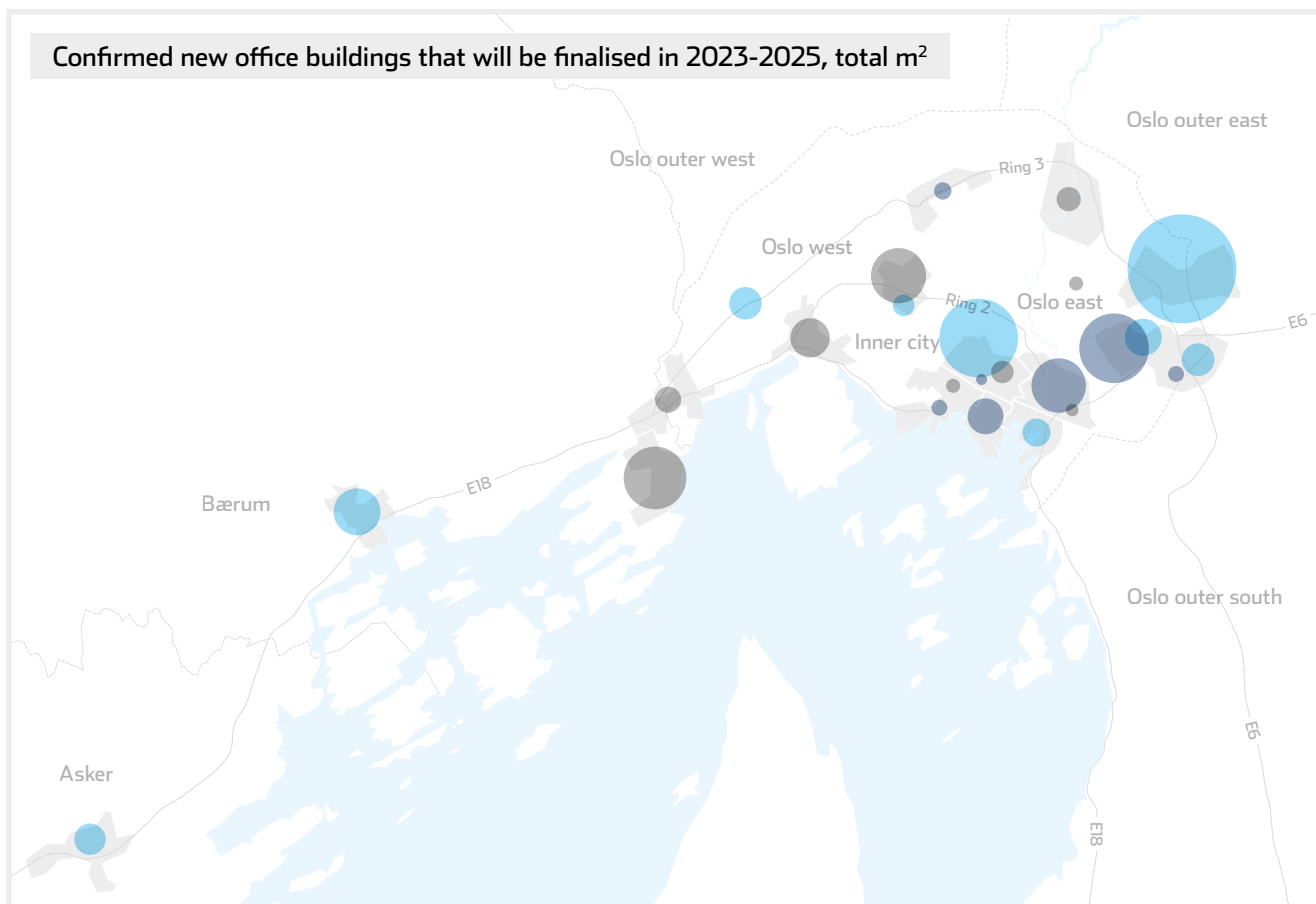 Confirmed new office buildings that will be finalised in 2023-2025, total m²
Oslo outer east
Oslo outer west
Ring 3
Oslo west
Ring 2
Oslo east
E6
Inner city
E18
Bærum
Oslo outer south
E6
Asker
E18